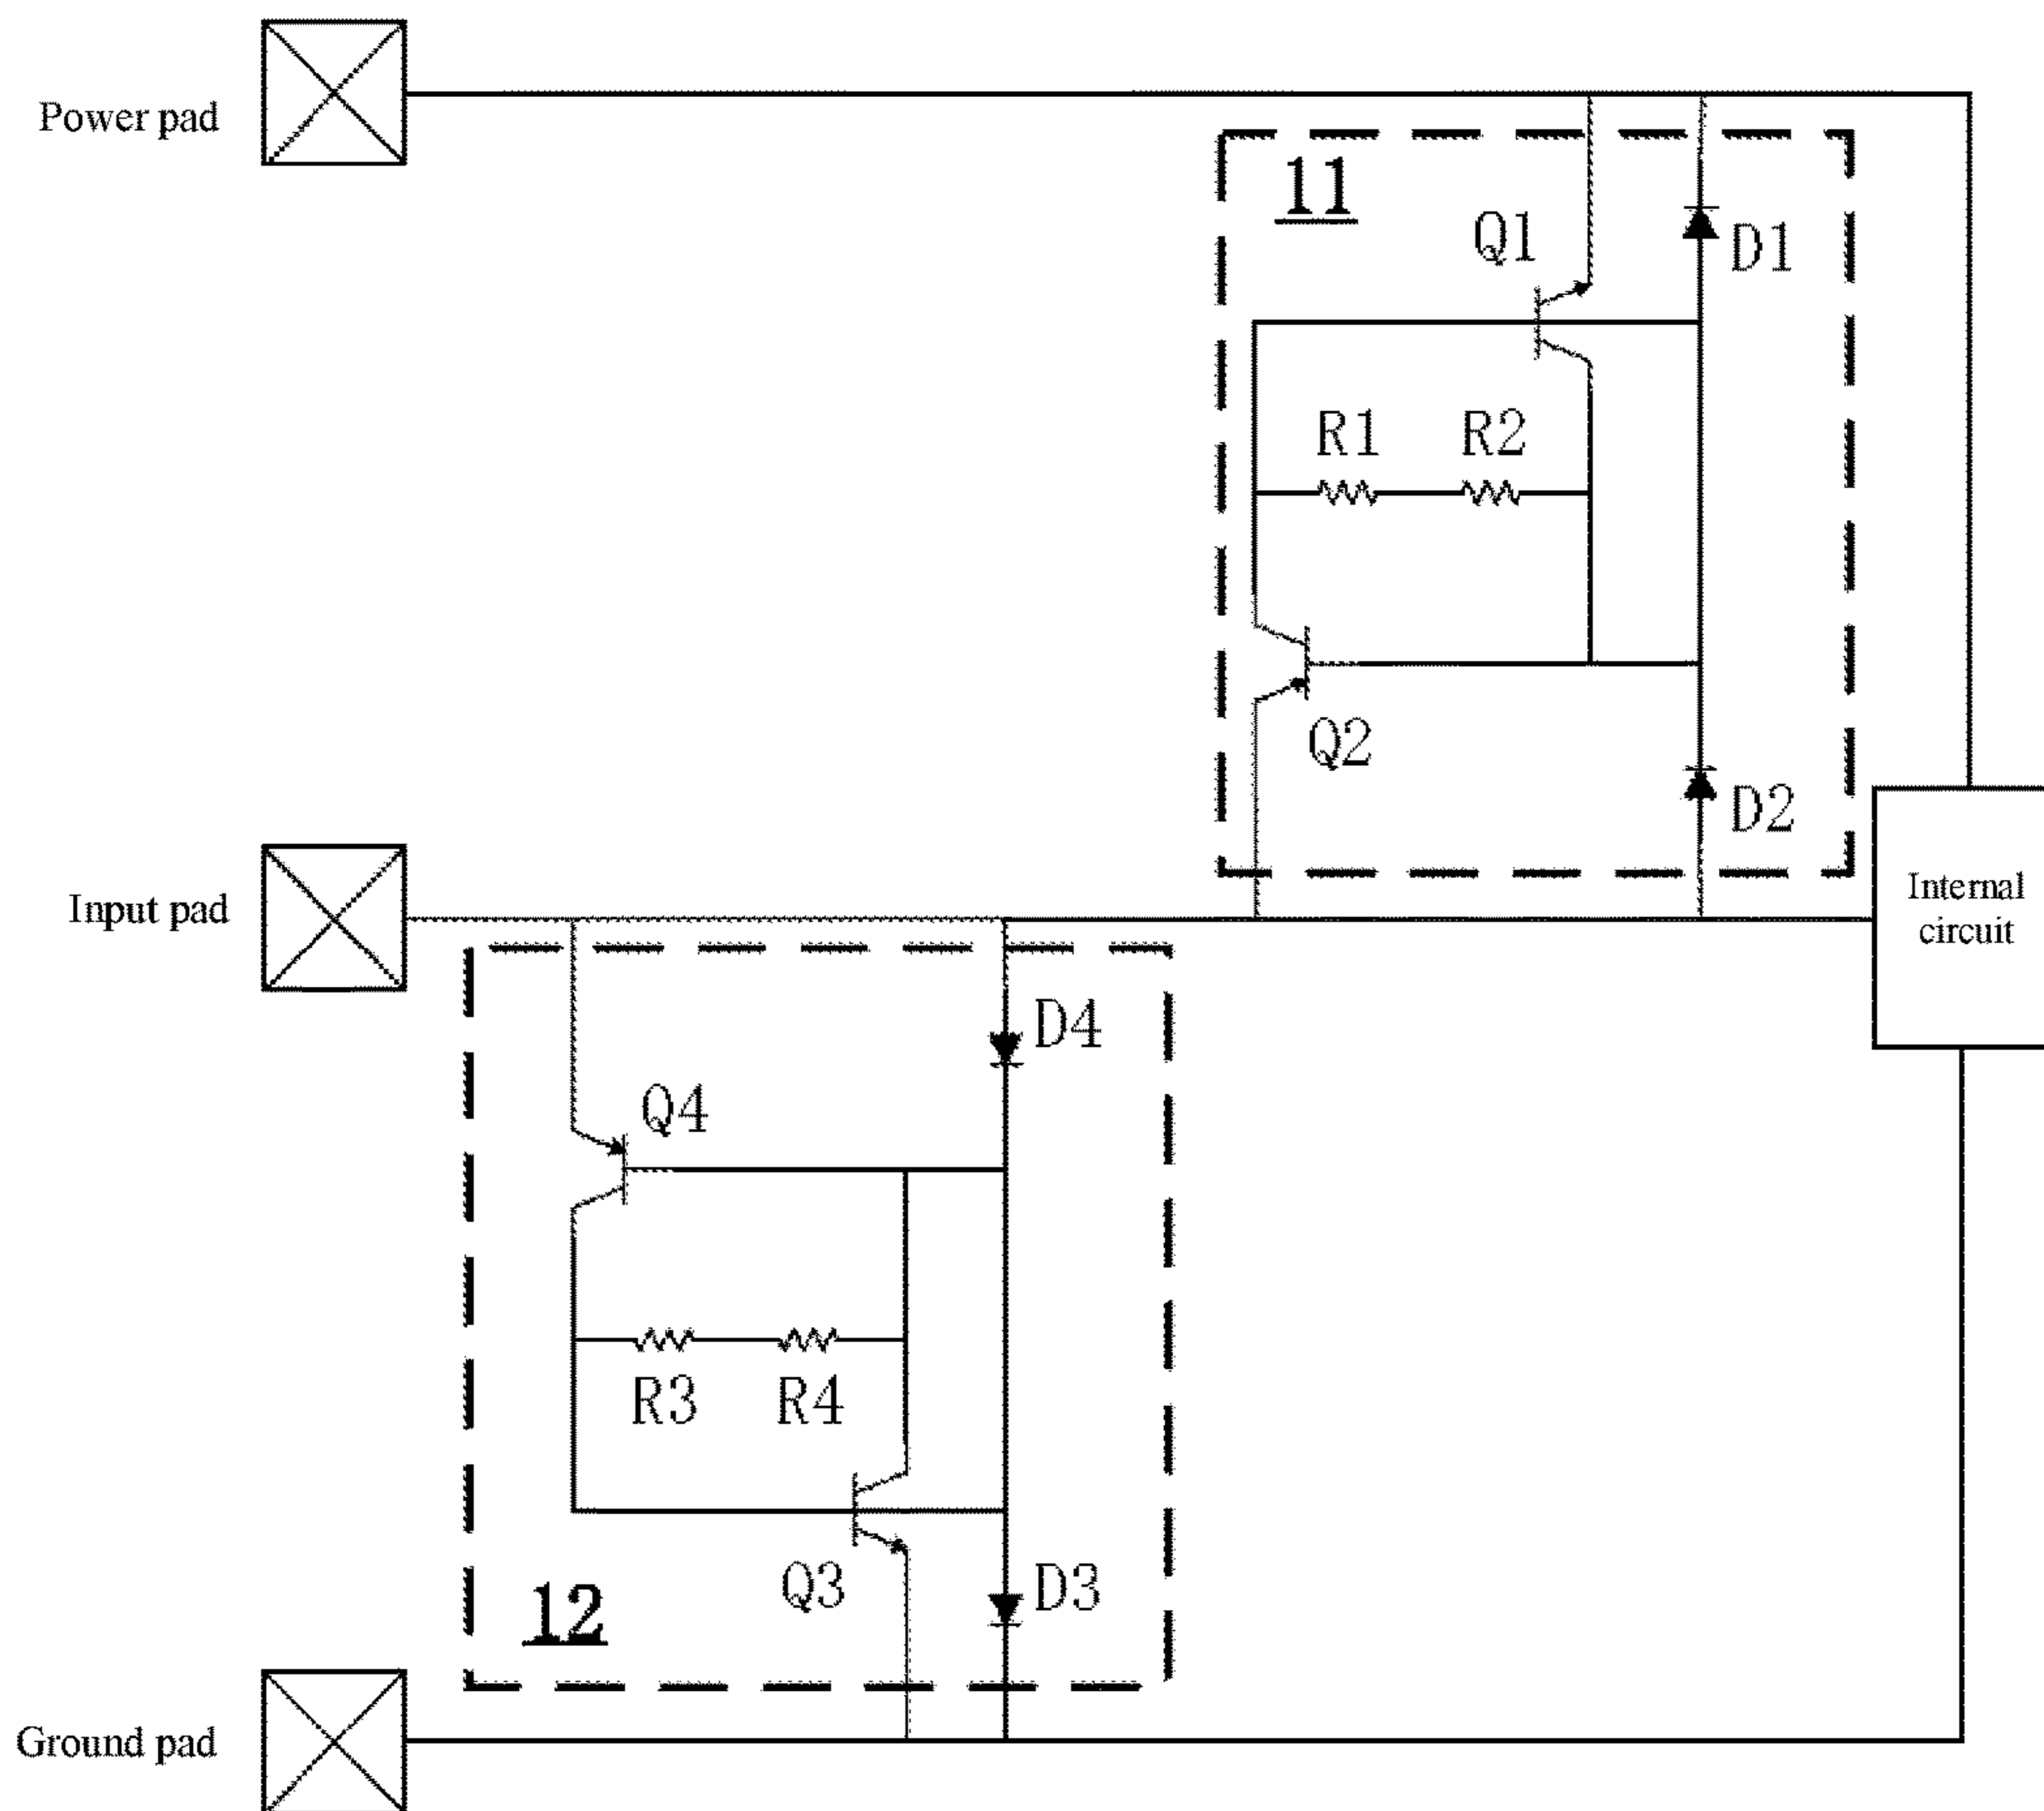 Power pad
11
Q1
D1
R1
R2
Q2
D2
Input pad
Internal
circuit
D4
Q4
R3
R4
Q3
D3
12
Ground pad